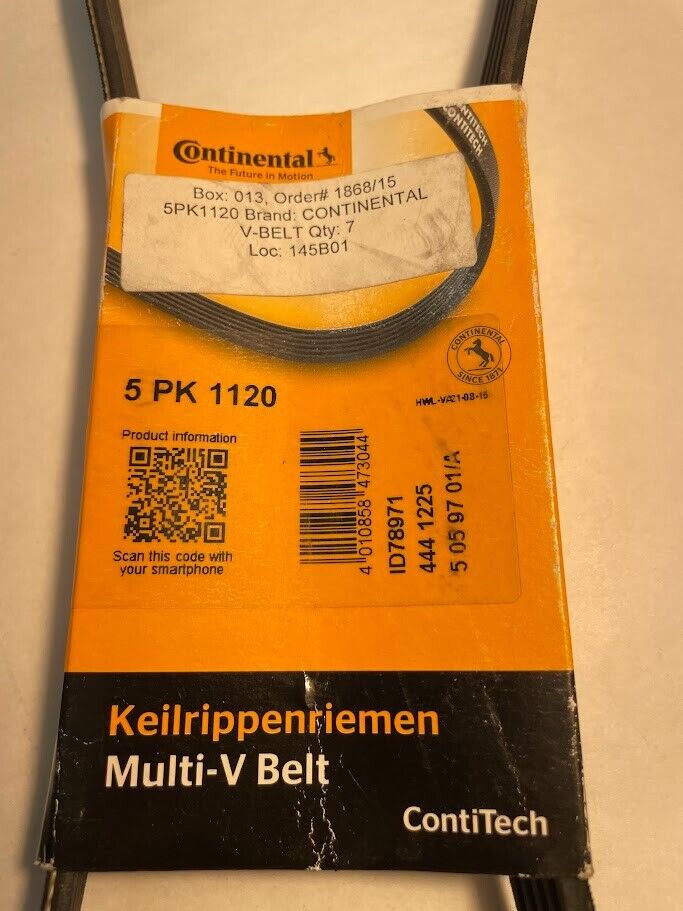 CONTITECH
CONTITECH
Continental
The Future in Motion
Box: 013, Order# 1868/15
5PK1120 Brand: CONTINENTAL
V-BELT Qty: 7
Loc: 145B01
CONTINENTAL
SINCE 1871
5 PK 1120
Product information
Scan this code with
your smartphone
4 010858 473044
ID78971
444 1225
5 05 97 01/A
Keilrippenriemen
Multi-V Belt
ContiTech